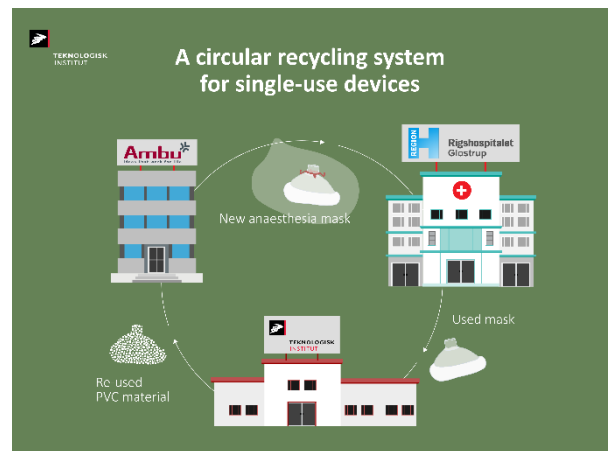 TEKNOLOGISK
INSTITUT
A circular recycling system
for single-use devices
Ambu
REGION
H
Rigshospitalet
Glostrup
New anaesthesia mask
Used mask
TEKNOLOGISK
INSTITUT
Re-used
PVC material